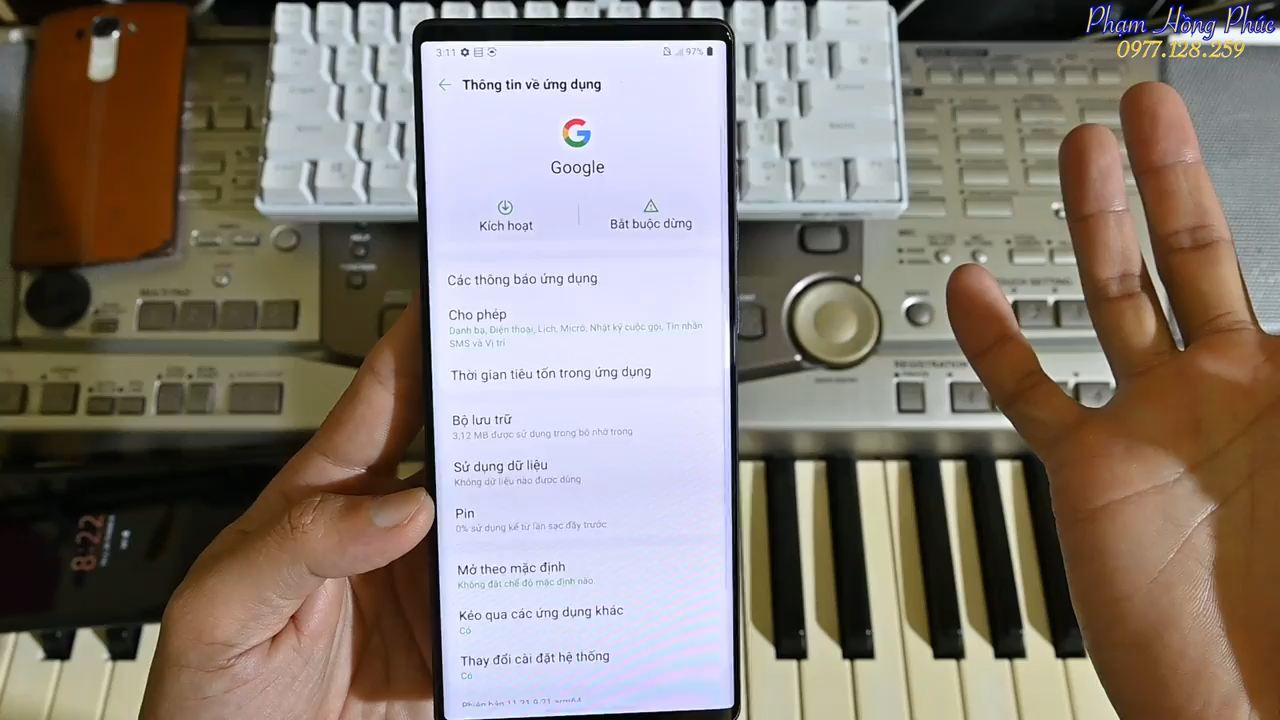 Phạm Hồng Phúc
0977.128.259
3:11
97%
Thông tin về ứng dụng
Google
Kích hoạt
Bắt buộc dừng
Các thông báo ứng dụng
Cho phép
Danh bạ, Điện thoại, Lịch, Micrô, Nhật ký cuộc gọi, Tin nhắn
SMS và Vị trí
Thời gian tiêu tốn trong ứng dụng
Bộ lưu trữ
3,12 MB được sử dụng trong bộ nhớ trong
Sử dụng dữ liệu
Không dữ liệu nào được dùng
Pin
0% sử dụng kể từ lần sạc đầy trước
Mở theo mặc định
Không đặt chế độ mặc định nào.
Kéo qua các ứng dụng khác
Có
Thay đổi cài đặt hệ thống
Có
8:22
MULTI PAD
REGISTRATION